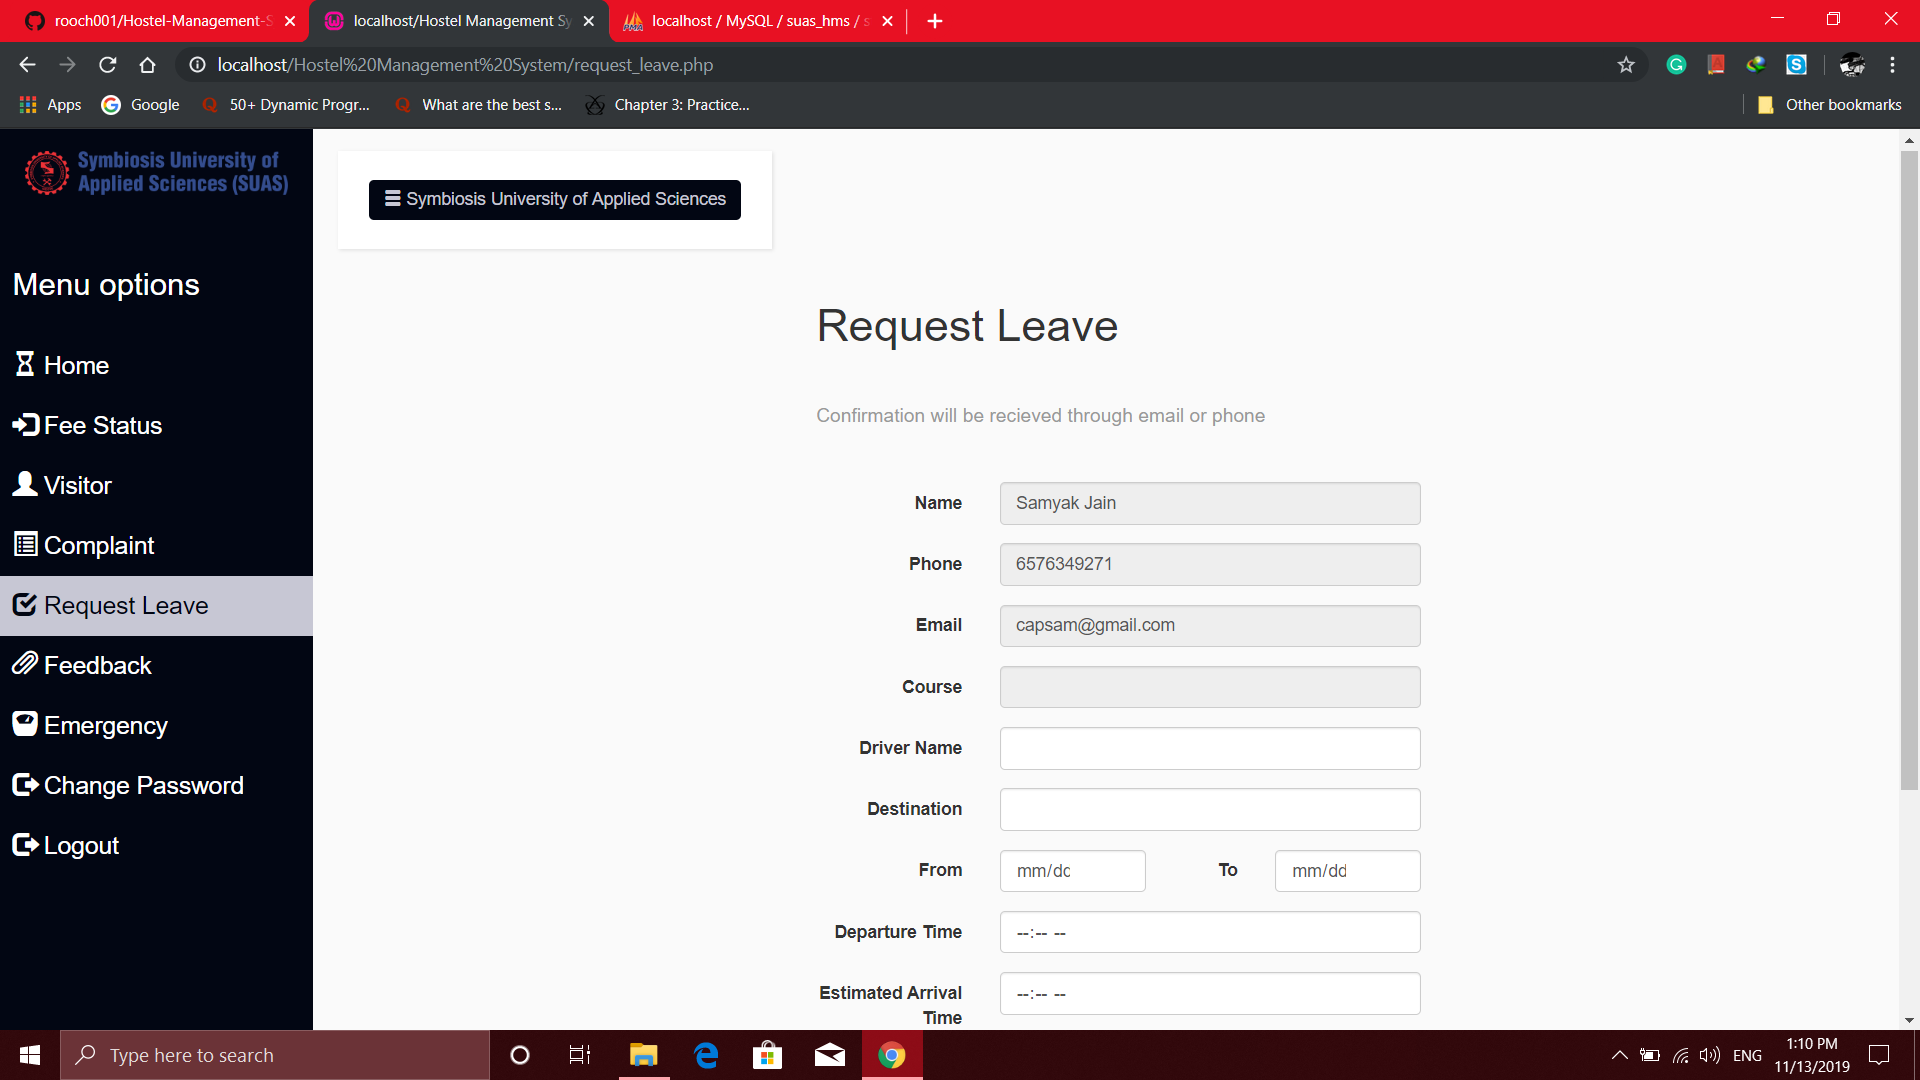 rooch001/Hostel-Management-S
localhost/Hostel Management Sy
localhost / MySQL / suas_hms / s
localhost/Hostel%20Management%20System/request_leave.php
Apps
Google
50+ Dynamic Progr...
What are the best s...
Chapter 3: Practice...
Other bookmarks
Symbiosis University of
Applied Sciences (SUAS)
Symbiosis University of Applied Sciences
Menu options
Home
Fee Status
Visitor
Complaint
Request Leave
Feedback
Emergency
Change Password
Logout
Request Leave
Confirmation will be recieved through email or phone
Name
Samyak Jain
Phone
6576349271
Email
capsam@gmail.com
Course
Driver Name
Destination
From
mm/dd
To
mm/dd
Departure Time
--:-- --
Estimated Arrival
Time
--:-- --
Type here to search
ENG
1:10 PM
11/13/2019